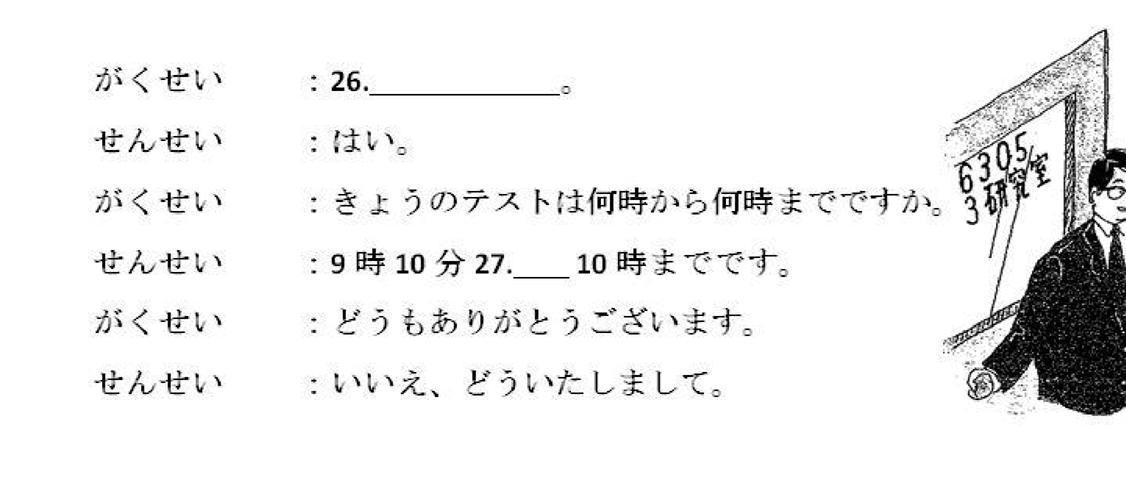 がくせい : 26.____________。
せんせい : はい。
がくせい : きょうのテストは何時から何時までですか。
せんせい : 9 時 10 分 27.____ 10 時までです。
がくせい : どうもありがとうございます。
せんせい : いいえ、どういたしまして。
6305
3研究室